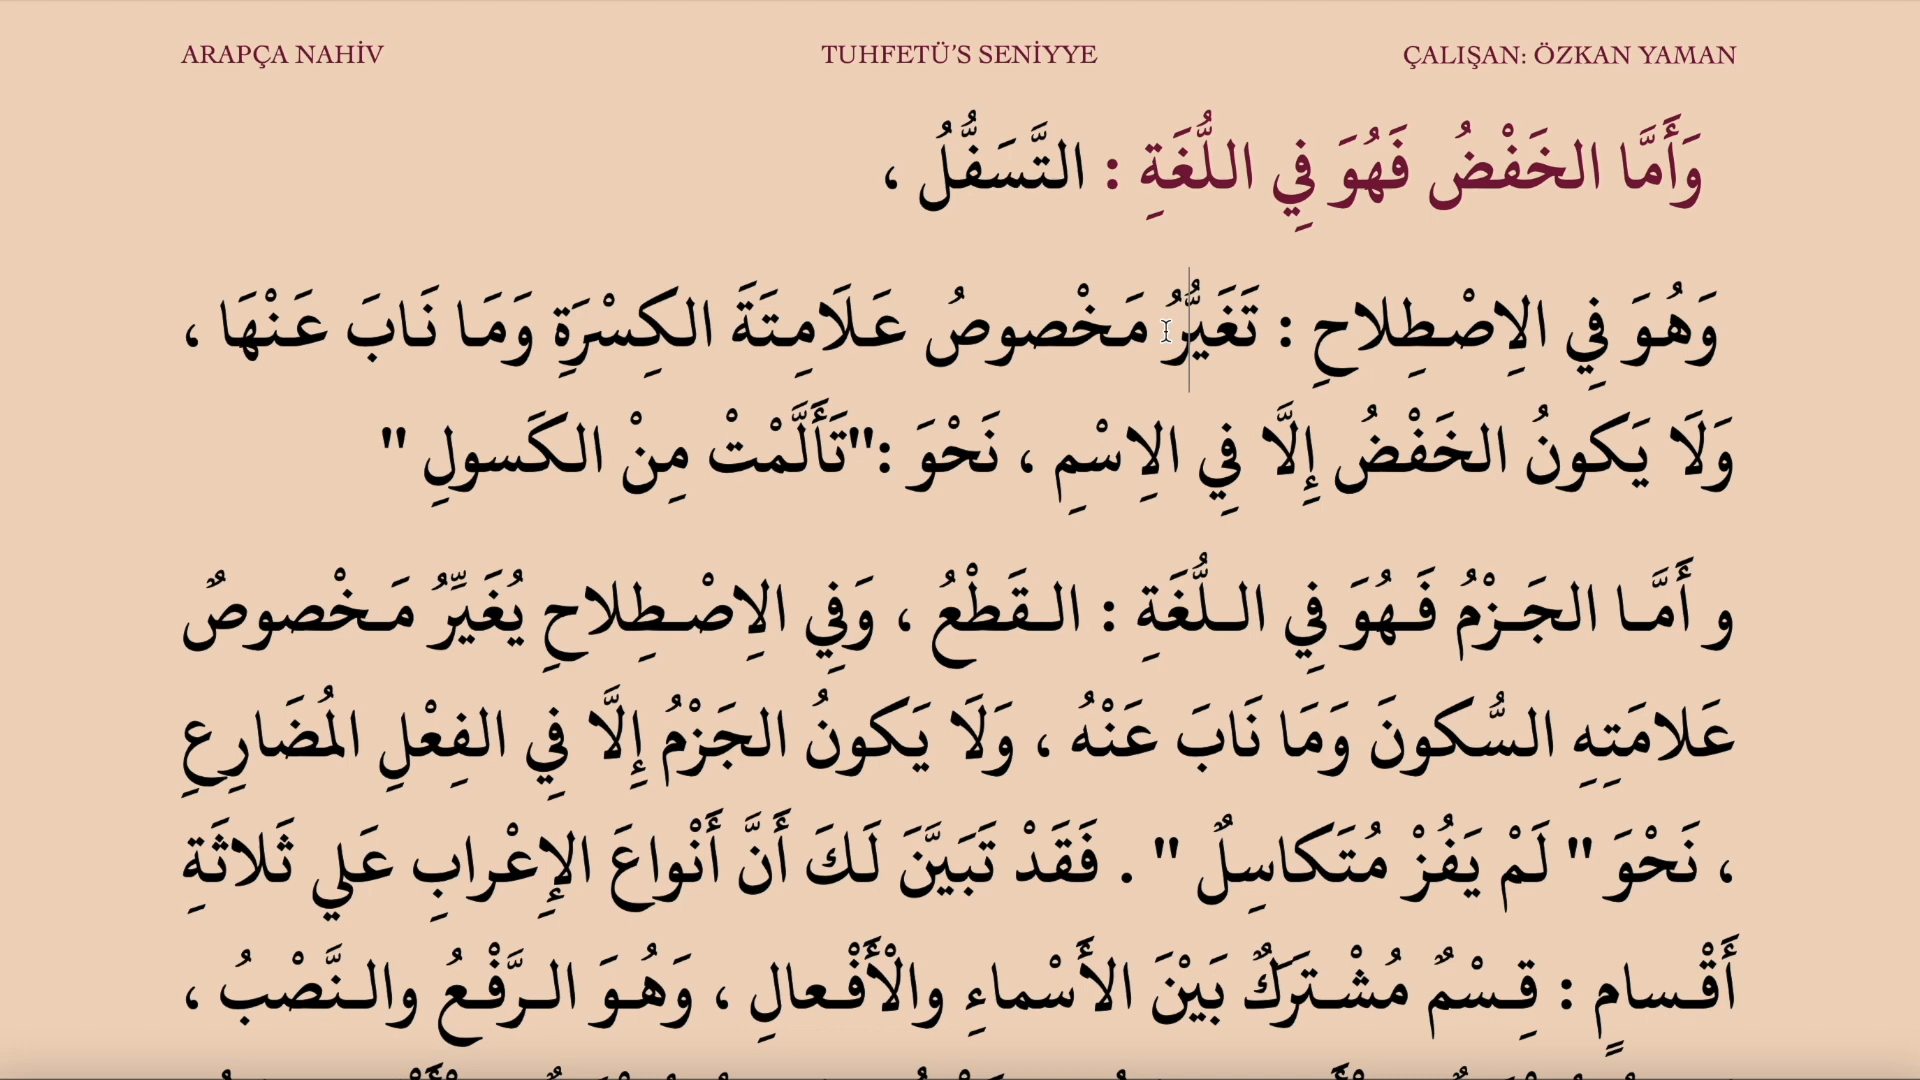 ARAPÇA NAHİV TUHFETÜ’S SENİYYE ÇALIŞAN: ÖZKAN YAMAN
وَأَمَّا الخَفْضُ فَهُوَ فِي اللُّغَةِ : التَّسَفُّلُ ،
وَهُوَ فِي الِاصْطِلاحِ : تَغَيُّرُ مَخْصوصُ عَلَامِتَةَ الكِسْرَةِ وَمَا نَابَ عَنْهَا ،
وَلَا يَكونُ الخَفْضُ إِلَّا فِي الِاسْمِ ، نَحْوَ :"تَأَلَّمْتْ مِنْ الكَسولِ "
و أَمَّا الجَزْمُ فَهُوَ فِي اللُّغَةِ : القَطْعُ ، وَفِي الِاصْطِلاحِ يُغَيِّرُ مَخْصوصٌ
عَلامَتِهِ السُّكونَ وَمَا نَابَ عَنْهُ ، وَلَا يَكونُ الجَزْمُ إِلَّا فِي الفِعْلِ المُضَارِعِ
، نَحْوَ " لَمْ يَفُزْ مُتَكاسِلٌ " . فَقَدْ تَبَيَّنَ لَكَ أَنَّ أَنْواعَ الإِعْرابِ عَلي ثَلاثَةِ
أَقْسامٍ : قِسْمٌ مُشْتَرَكٌ بَيْنَ الأَسْماءِ والْأَفْعالِ ، وَهُوَ الرَّفْعُ والنَّصْبُ ،